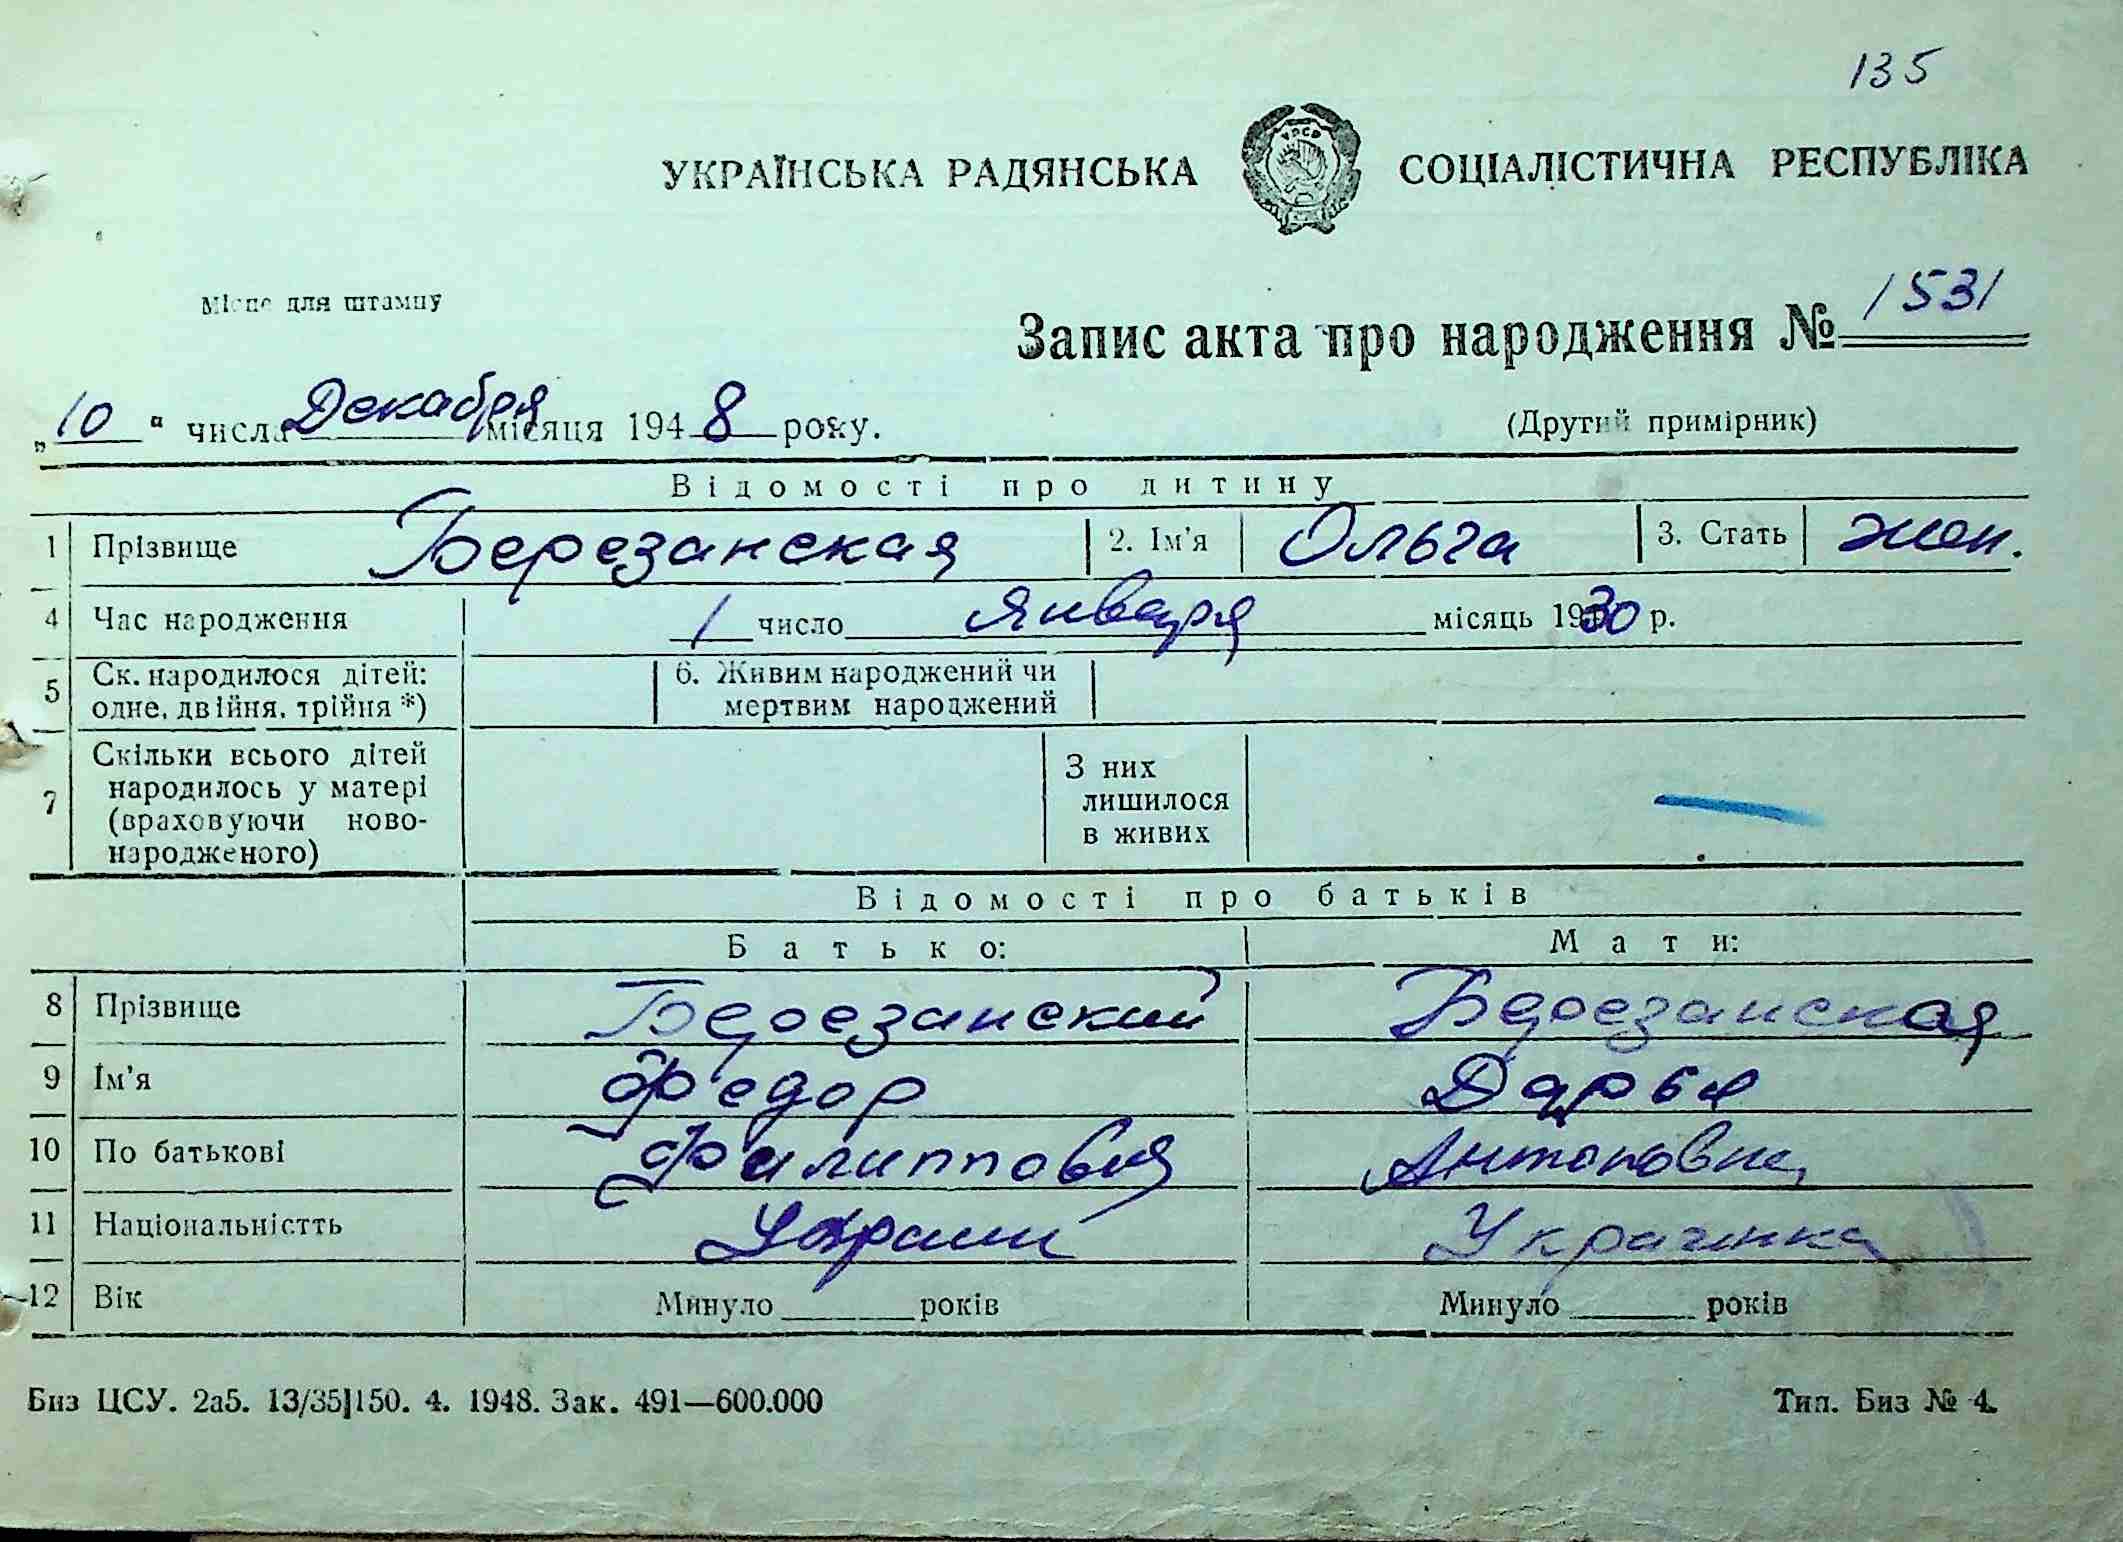 135
УКРАЇНСЬКА РАДЯНСЬКА СОЦІАЛІСТИЧНА РЕСПУБЛІКА
УРСР
Місце для штампу
Запис акта про народження № 1531
„10“ числа Декабря місяця 1948 року.
(Другий примірник)
Відомості про дитину
1 Прізвище Березанская 2. Ім'я Ольга 3. Стать жен.
4 Час народження 1 число января місяць 1930 р.
5 Ск. народилося дітей: одне, двійня, трійня *) 6. Живим народжений чи мертвим народжений
7 Скільки всього дітей народилось у матері (враховуючи новонародженого) З них лишилося в живих
Відомості про батьків
Батько: Мати:
8 Прізвище Березанский Березанская
9 Ім'я Федор Дарья
10 По батькові Филиппович Антоновна
11 Національністть Украин Украинка
12 Вік Минуло років Минуло років
Биз ЦСУ. 2а5. 13/35]150. 4. 1948. Зак. 491—600.000 Тип. Биз № 4.